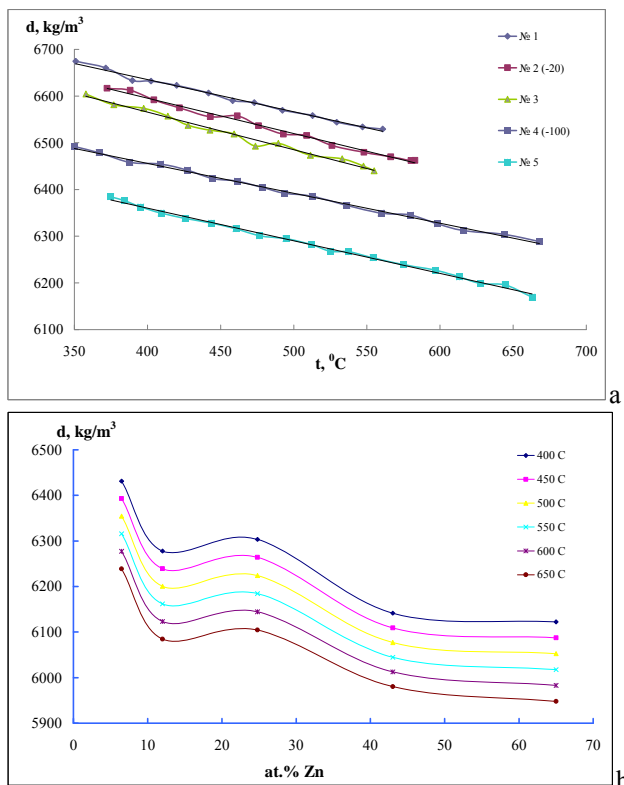 d, kg/m³
6700
6600
6500
6400
6300
6200
6100
350
400
450
500
550
600
650
700
t, ⁰C
№ 1
№ 2 (-20)
№ 3
№ 4 (-100)
№ 5
a
d, kg/m³
6500
6400
6300
6200
6100
6000
5900
0
10
20
30
40
50
60
70
at.% Zn
400 C
450 C
500 C
550 C
600 C
650 C
b